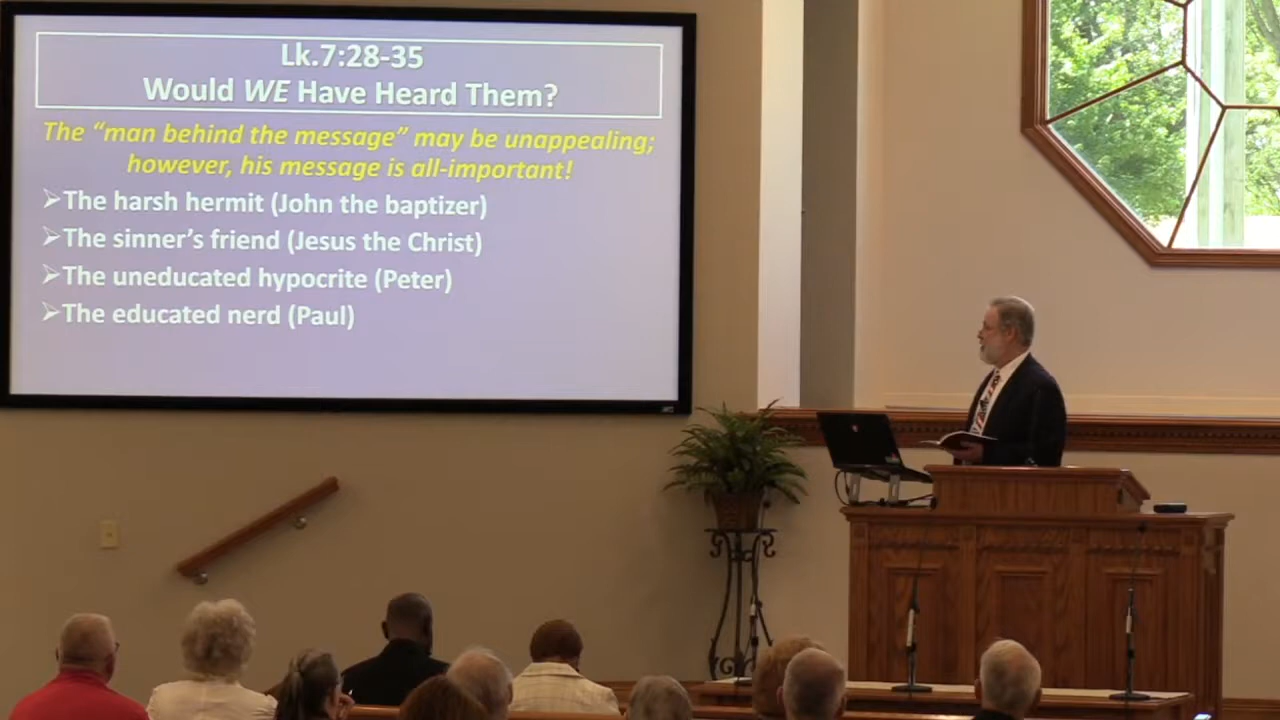 Lk.7:28-35
Would WE Have Heard Them?
The “man behind the message” may be unappealing;
however, his message is all-important!
➢The harsh hermit (John the baptizer)
➢The sinner’s friend (Jesus the Christ)
➢The uneducated hypocrite (Peter)
➢The educated nerd (Paul)